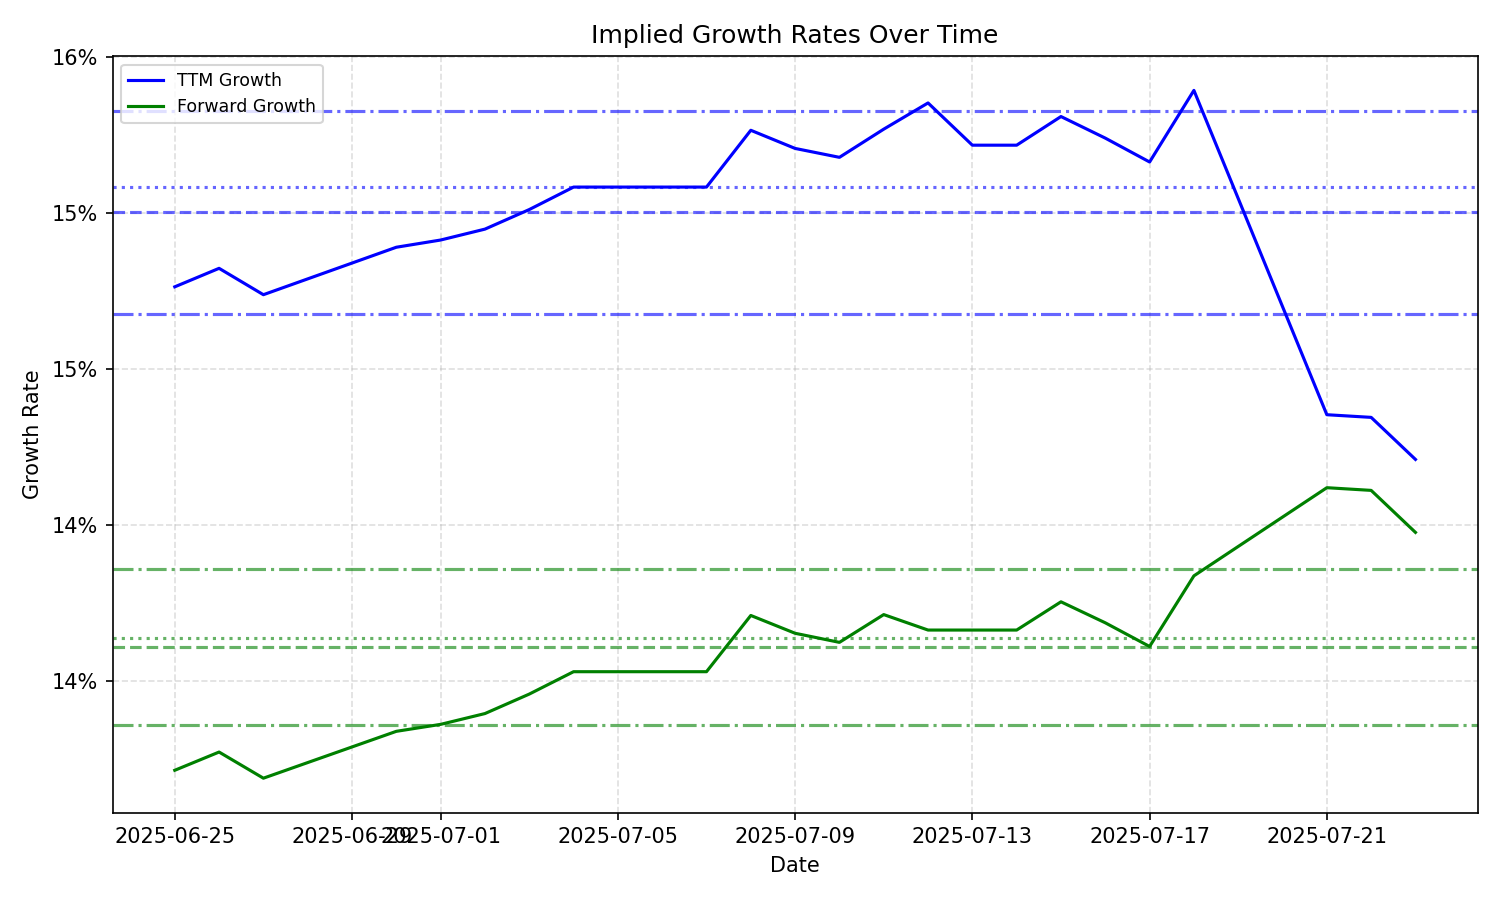 Implied Growth Rates Over Time
TTM Growth
Forward Growth
16%
15%
15%
14%
14%
Growth Rate
2025-06-25
2025-06-29
2025-07-01
2025-07-05
2025-07-09
2025-07-13
2025-07-17
2025-07-21
Date